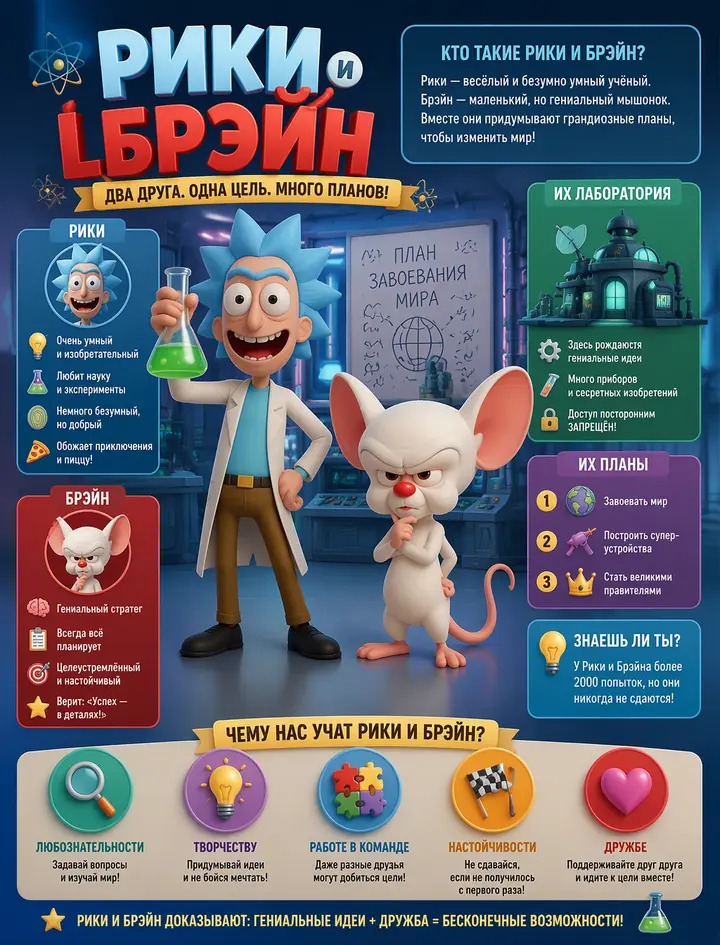 РИКИ И
LБРЭЙН
ДВА ДРУГА. ОДНА ЦЕЛЬ. МНОГО ПЛАНОВ!
КТО ТАКИЕ РИКИ И БРЭЙН?
Рики — весёлый и безумно умный учёный.
Брэйн — маленький, но гениальный мышонок.
Вместе они придумывают грандиозные планы,
чтобы изменить мир!
РИКИ
Очень умный
и изобретательный
Любит науку
и эксперименты
Немного безумный,
но добрый
Обожает приключения
и пиццу!
БРЭЙН
Гениальный стратег
Всегда всё
планирует
Целеустремлённый
и настойчивый
Верит: «Успех —
в деталях!»
ПЛАН
ЗАВОЕВАНИЯ
МИРА
ИХ ЛАБОРАТОРИЯ
Здесь рождаютстя
гениальные идеи
Много приборов
и сестретных изобретений
Доступ посторонним
ЗАПРЕЩЁН!
ИХ ПЛАНЫ
1 Завоевать мир
2 Построить супер-
устройства
3 Стать великими
правителями
ЗНАЕШЬ ЛИ ТЫ?
У Рики и Брэйна более
2000 попыток, но они
никогда не сдаются!
ЧЕМУ НАС УЧАТ РИКИ И БРЭЙН?
ЛЮБОЗНАТЕЛЬНОСТИ
Задавай вопросы
и изучай мир!
ТВОРЧЕСТВУ
Придумывай идеи
и не бойся мечтать!
РАБОТЕ В КОМАНДЕ
Даже разные друзья
могут добиться цели!
НАСТОЙЧИВОСТИ
Не сдавайся,
если не получилось
с первого раза!
ДРУЖБЕ
Поддерживайте друг друга
и идите к цели вместе!
РИКИ И БРЭЙН ДОКАЗЫВАЮТ: ГЕНИАЛЬНЫЕ ИДЕИ + ДРУЖБА = БЕСКОНЕЧНЫЕ ВОЗМОЖНОСТИ!